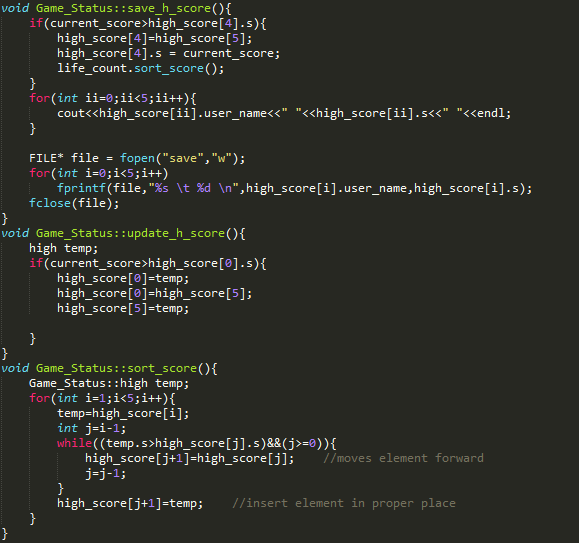 void Game_Status::save_h_score(){
    if(current_score>high_score[4].s){
        high_score[4]=high_score[5];
        high_score[4].s = current_score;
        life_count.sort_score();
    }
    for(int ii=0;ii<5;ii++){
        cout<<high_score[ii].user_name<<" "<<high_score[ii].s<<" "<<endl;
    }

    FILE* file = fopen("save","w");
    for(int i=0;i<5;i++)
        fprintf(file,"%s \t %d \n",high_score[i].user_name,high_score[i].s);
    fclose(file);
}
void Game_Status::update_h_score(){
    high temp;
    if(current_score>high_score[0].s){
        high_score[0]=temp;
        high_score[0]=high_score[5];
        high_score[5]=temp;

    }
}
void Game_Status::sort_score(){
    Game_Status::high temp;
    for(int i=1;i<5;i++){
        temp=high_score[i];
        int j=i-1;
        while((temp.s>high_score[j].s)&&(j>=0)){
            high_score[j+1]=high_score[j];    //moves element forward
            j=j-1;
        }
        high_score[j+1]=temp;    //insert element in proper place
    }
}